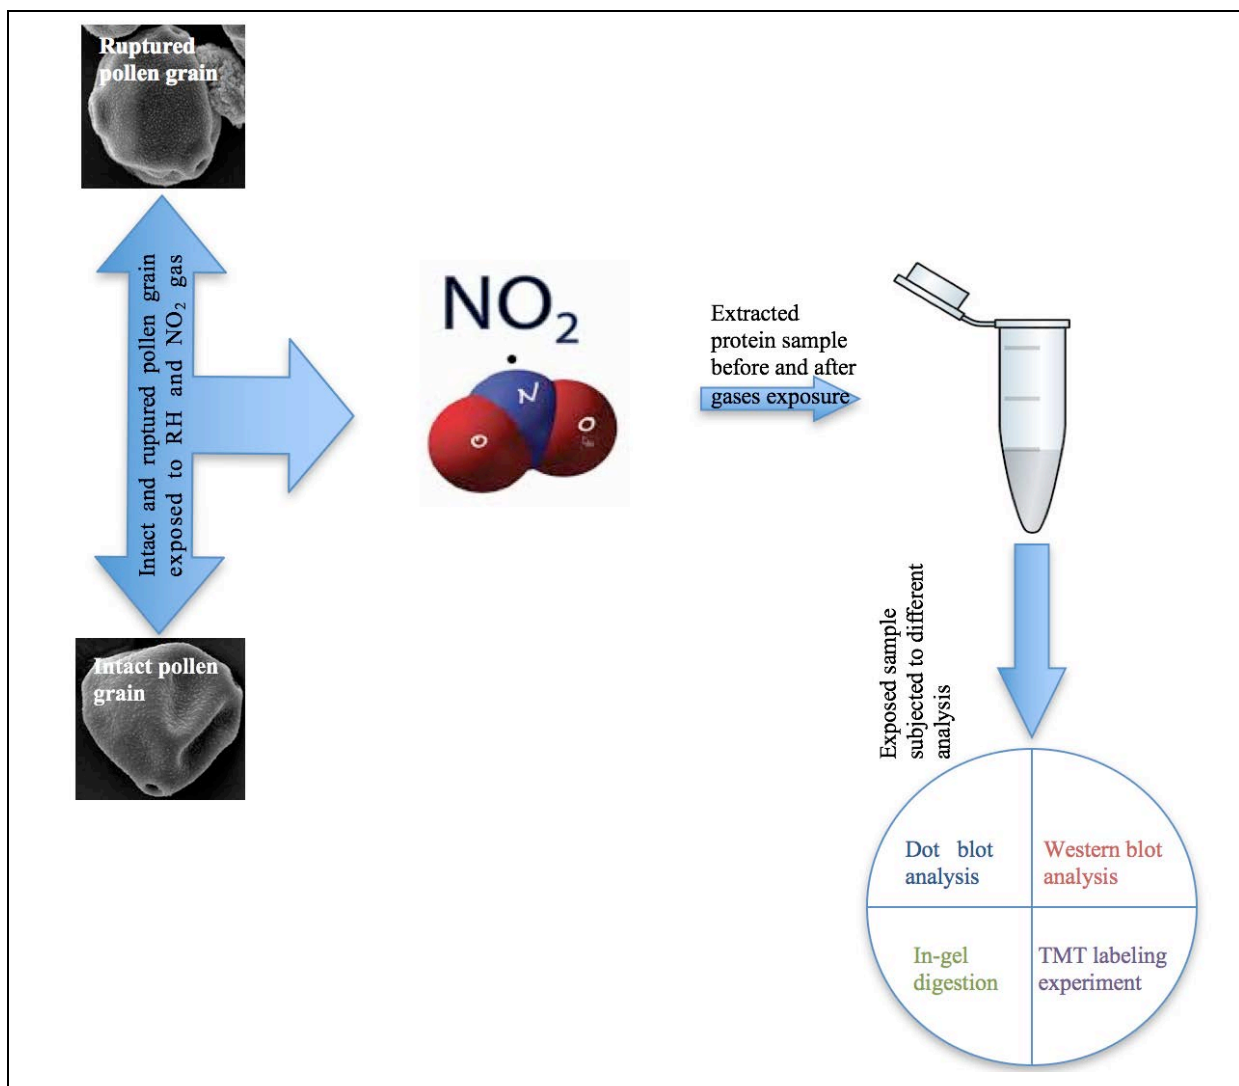 Ruptured
pollen grain
Intact and ruptured pollen grain
exposed to RH and NO₂ gas
Intact pollen
grain
NO₂
N
O
O
Extracted
protein sample
before and after
gases exposure
Exposed sample
subjected to different
analysis
Dot blot
analysis
Western blot
analysis
In-gel
digestion
TMT labeling
experiment